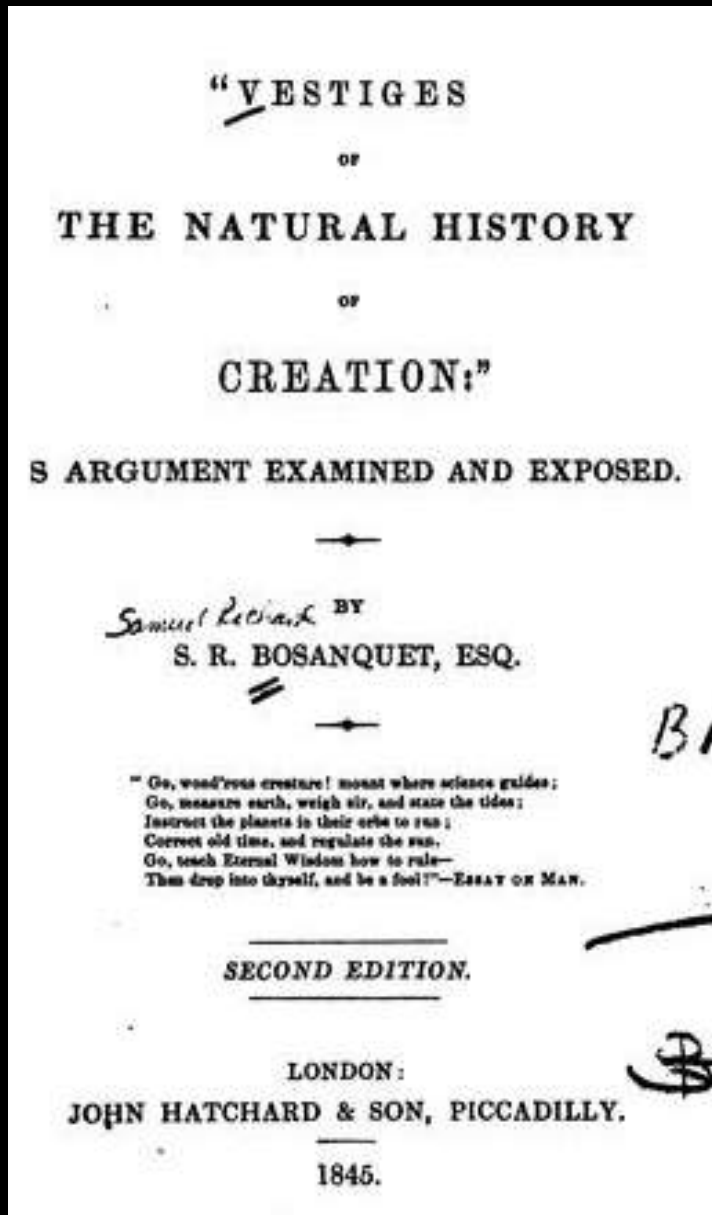 "VESTIGES
OF
THE NATURAL HISTORY
OF
CREATION:"
S ARGUMENT EXAMINED AND EXPOSED.
Samuel Richard BY
S. R. BOSANQUET, ESQ.
B
" Go, wond'rous creature! mount where science guides;
Go, measure earth, weigh air, and state the tides;
Instruct the planets in their orbs to run;
Correct old time, and regulate the sun.
Go, teach Eternal Wisdom how to rule—
Then drop into thyself, and be a fool!"—ESSAY ON MAN.
SECOND EDITION.
LONDON:
JOHN HATCHARD & SON, PICCADILLY.
1845.